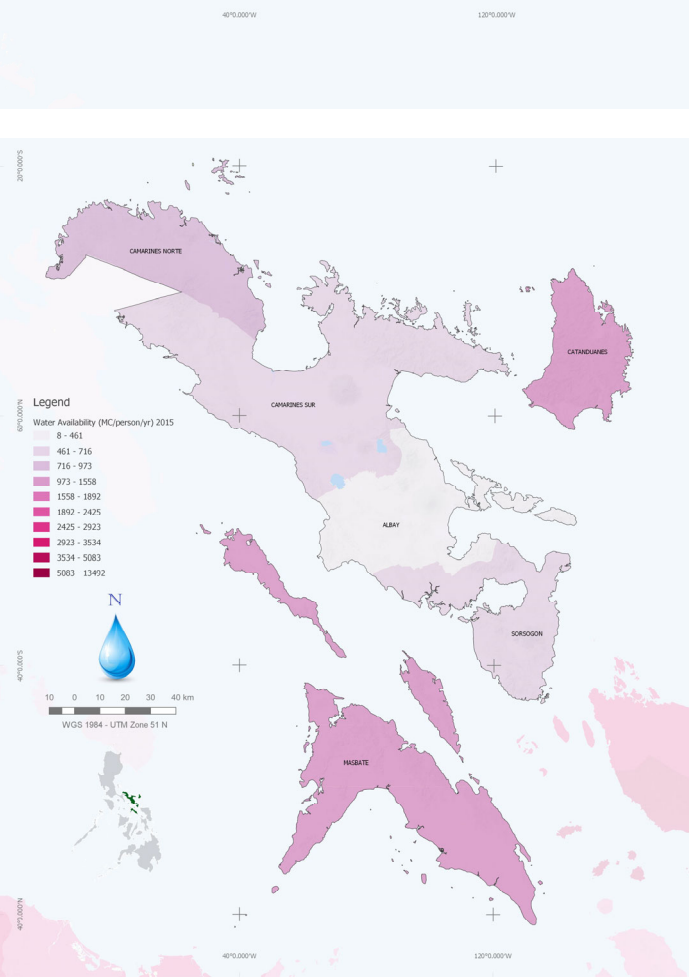 40°0.000'W 120°0.000'W
20°0.000'S
CAMARINES NORTE
CATANDUANES
CAMARINES SUR
60°0.000'N
Legend
Water Availability (MC/person/yr) 2015
8 - 461
461 - 716
716 - 973
973 - 1558
1558 - 1892
1892 - 2425
2425 - 2923
2923 - 3534
3534 - 5083
5083 13492
ALBAY
N
SORSOGON
40°0.000'S
10 0 10 20 30 40 km
WGS 1984 - UTM Zone 51 N
MASBATE
40°0.000'N
40°0.000'W 120°0.000'W